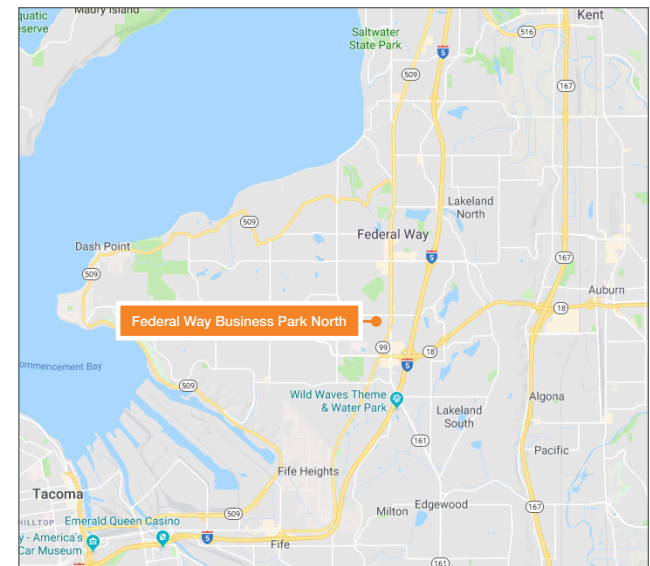 quatic
eserve
Maury Island
Kent
Saltwater
State Park
516
5
509
167
Lakeland
North
509
Federal Way
Dash Point
5
167
509
Auburn
18
Federal Way Business Park North
99
18
5
ommencement Bay
509
Wild Waves Theme
& Water Park
Algona
Lakeland
South
161
Pacific
Fife Heights
Tacoma
HILLTOP
Emerald Queen Casino
509
Milton
Edgewood
167
y - America's
Car Museum
5
Fife
161